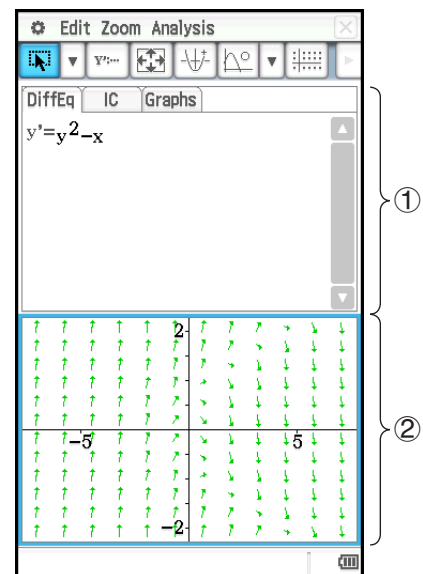 Edit Zoom Analysis
Y':···
DiffEq IC Graphs
y'=y²-x
①
2
-5 5
②
-2